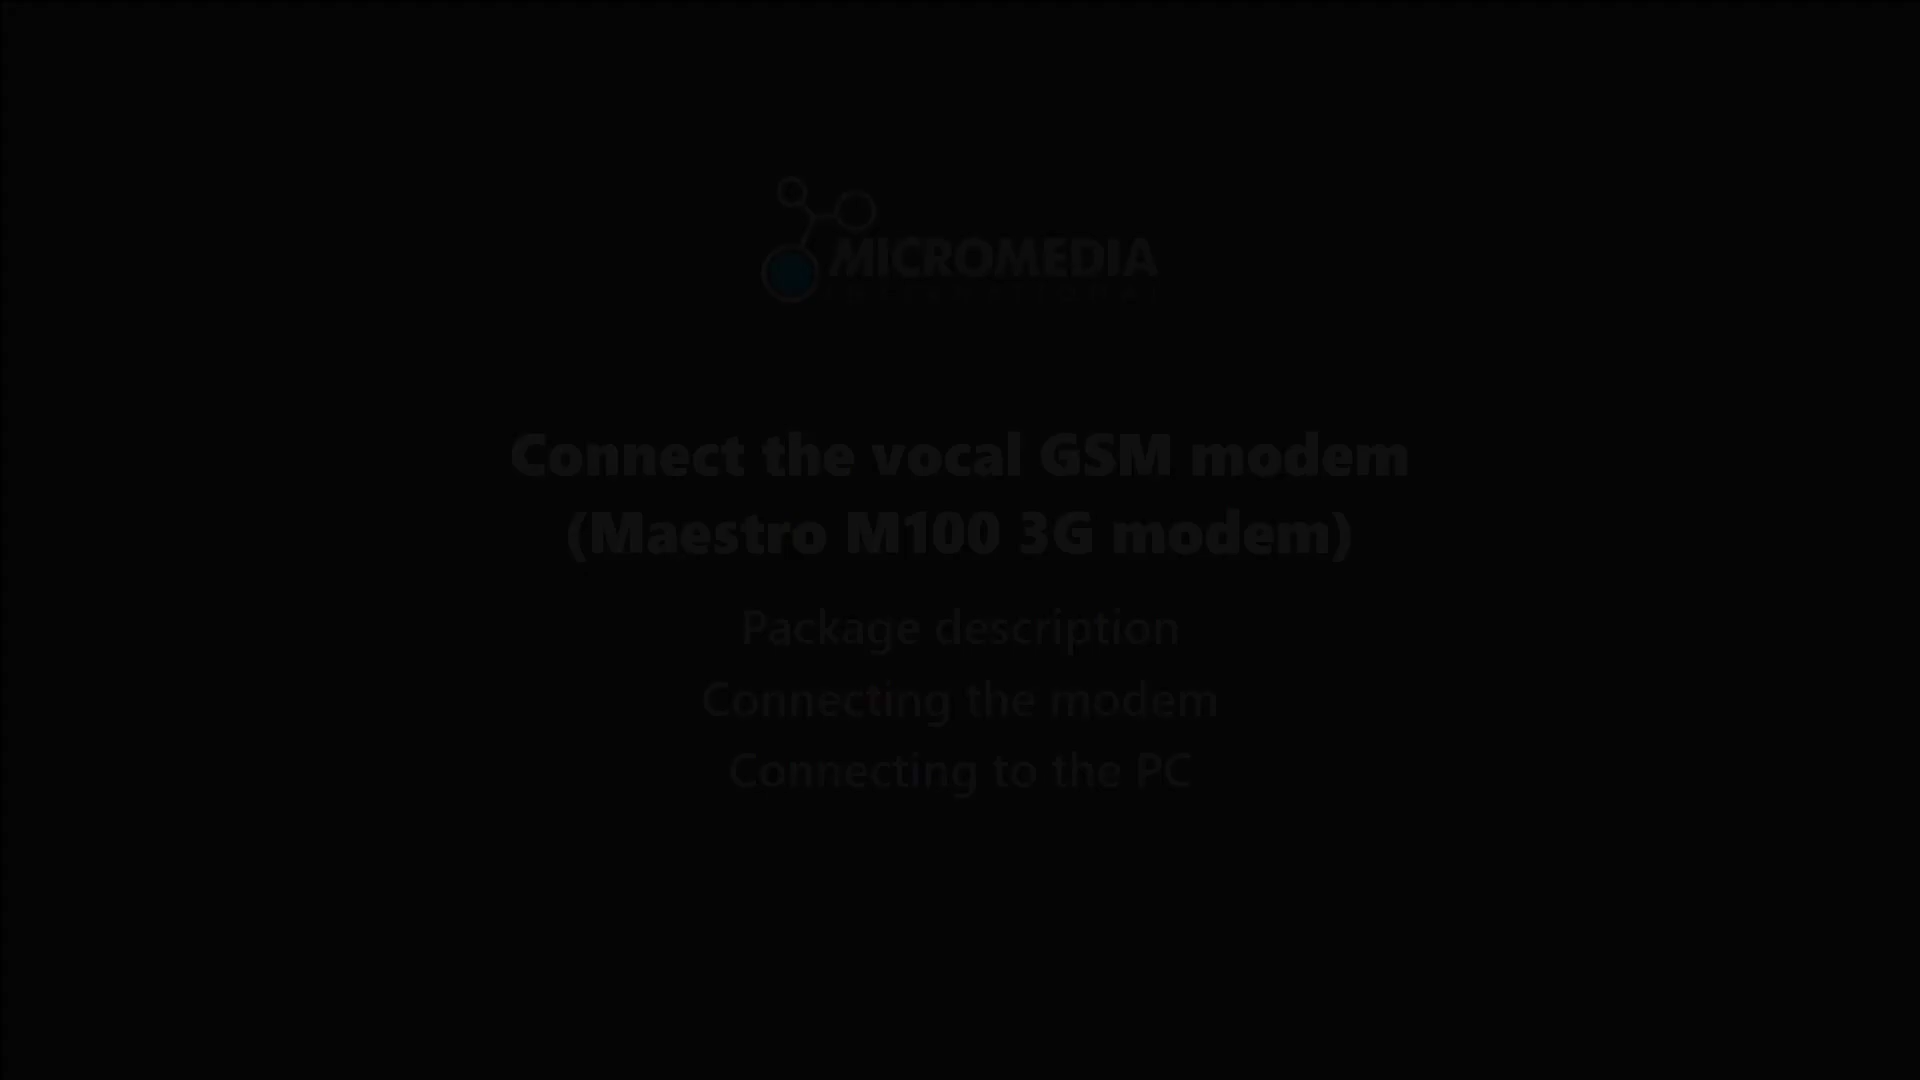 MICROMEDIA
INTERNATIONAL
Connect the vocal GSM modem
(Maestro M100 3G modem)
Package description
Connecting the modem
Connecting to the PC